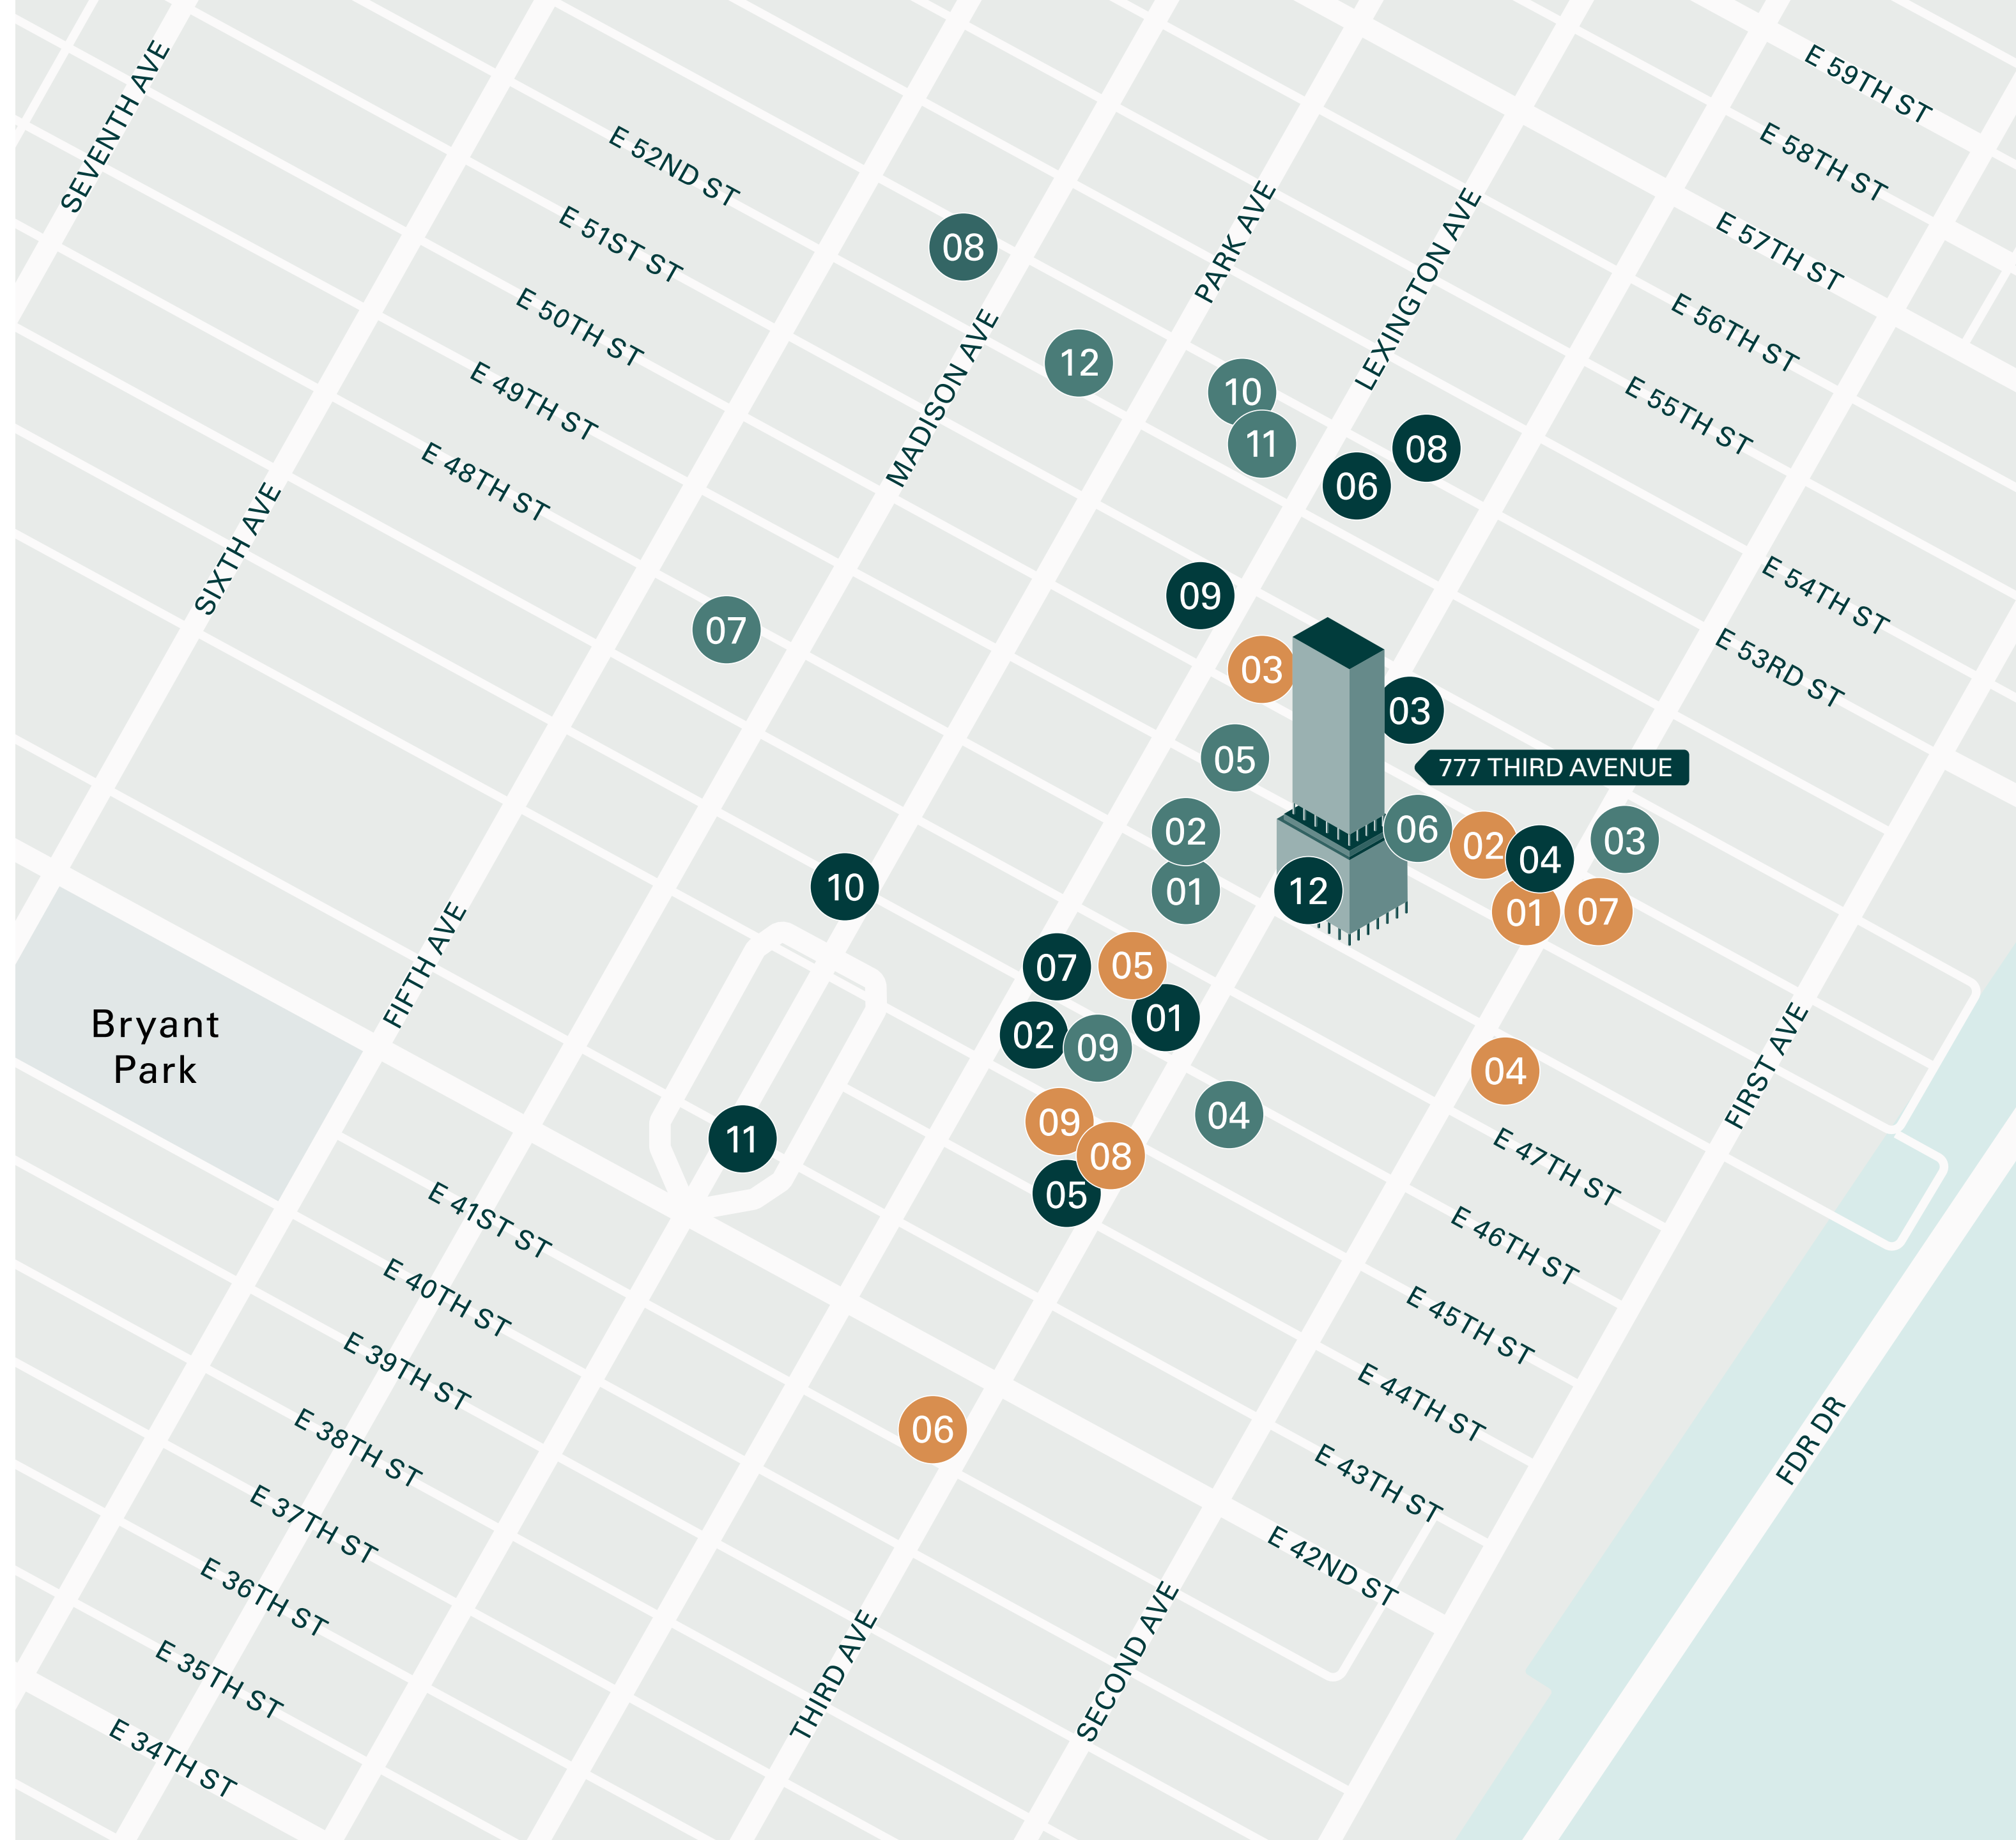 SEVENTH AVE
E 59TH ST
E 58TH ST
E 52ND ST
E 51ST ST
PARK AVE
LEXINGTON AVE
E 57TH ST
08
E 50TH ST
E 56TH ST
MADISON AVE
12
10
11
E 49TH ST
E 55TH ST
08
06
E 48TH ST
SIXTH AVE
09
E 54TH ST
07
03
E 53RD ST
03
05
777 THIRD AVENUE
02
06
02
04
03
10
01
12
01
07
FIFTH AVE
07
05
Bryant
Park
02
09
01
FIRST AVE
04
09
04
11
08
05
E 47TH ST
E 41ST ST
E 46TH ST
E 40TH ST
E 45TH ST
E 39TH ST
E 44TH ST
06
E 38TH ST
FDR DR
E 43TH ST
E 37TH ST
E 42ND ST
E 36TH ST
THIRD AVE
SECOND AVE
E 35TH ST
E 34TH ST